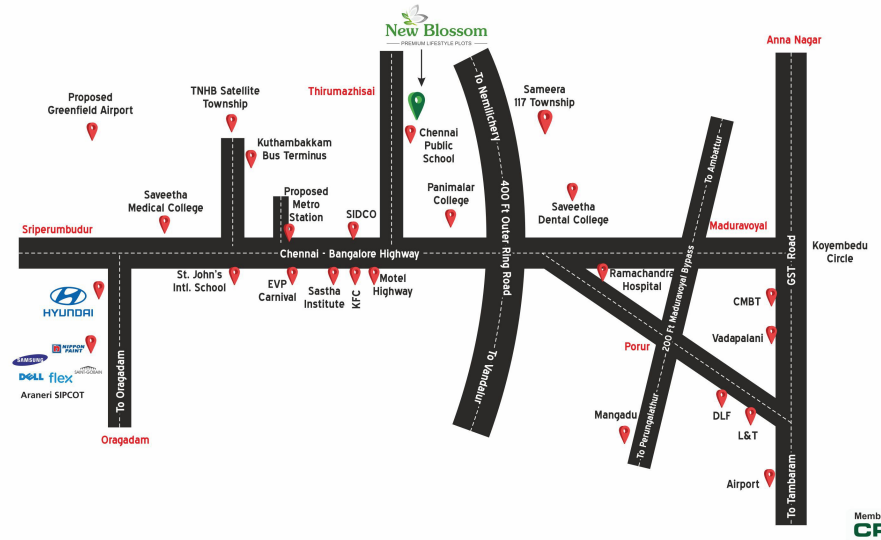 New Blossom
PREMIUM LIFESTYLE PLOTS
Anna Nagar
Proposed
Greenfield Airport
TNHB Satellite
Township
Thirumazhisai
Chennai
Public
School
To Nemilichery
Sameera
117 Township
To Ambattur
Kuthambakkam
Bus Terminus
Saveetha
Medical College
Proposed
Metro
Station
SIDCO
Panimalar
College
Saveetha
Dental College
Sriperumbudur
Maduravoyal
Koyembedu
Circle
Chennai - Bangalore Highway
400 Ft Outer Ring Road
200 Ft Maduravoyal Bypass
GST - Road
St. John's
Intl. School
EVP
Carnival
Sastha
Institute
KFC
Motel
Highway
Ramachandra
Hospital
CMBT
Vadapalani
HYUNDAI
NIPPON
PAINT
SAMSUNG
DELL
flex
SAINT-GOBAIN
Araneri SIPCOT
To Oragadam
Oragadam
To Vandalur
Porur
Mangadu
To Perungalathur
DLF
L&T
Airport
To Tambaram
Memb